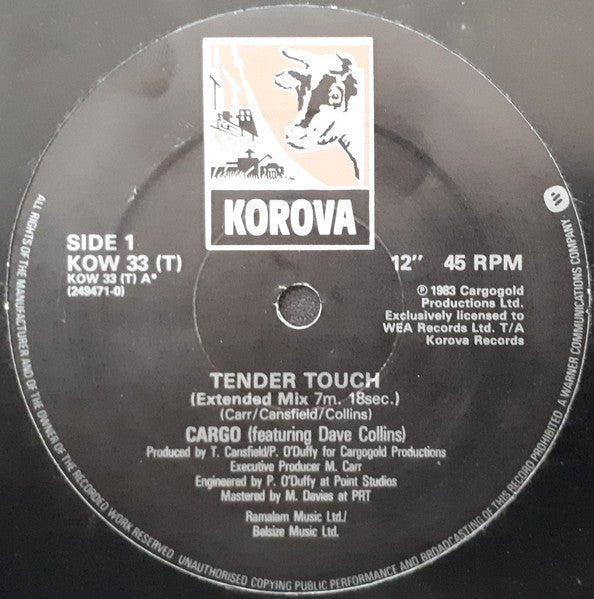 KOROVA
SIDE 1
KOW 33 (T)
KOW 33 (T) A*
(249471-0)
12" 45 RPM
℗ 1983 Cargogold
Productions Ltd.
Exclusively licensed to
WEA Records Ltd. T/A
Korova Records
TENDER TOUCH
(Extended Mix 7m. 18sec.)
(Carr/Cansfield/Collins)
CARGO (featuring Dave Collins)
Produced by T. Cansfield/P. O'Duffy for Cargogold Productions
Executive Producer M. Carr
Engineered by P. O'Duffy at Point Studios
Mastered by M. Davies at PRT
Ramalam Music Ltd./
Belsize Music Ltd.
ALL RIGHTS OF THE MANUFACTURER AND OF THE OWNER OF THE RECORDED WORK RESERVED. UNAUTHORISED COPYING PUBLIC PERFORMANCE AND BROADCASTING OF THIS RECORD PROHIBITED. A WARNER COMMUNICATIONS COMPANY